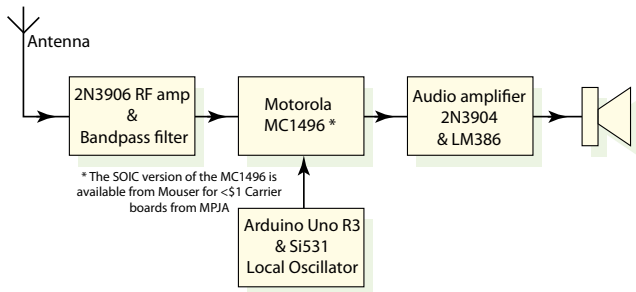 Antenna
2N3906 RF amp
&
Bandpass filter
Motorola
MC1496 *
Audio amplifier
2N3904
& LM386
* The SOIC version of the MC1496 is
available from Mouser for <$1 Carrier
boards from MPJA
Arduino Uno R3
& Si531
Local Oscillator